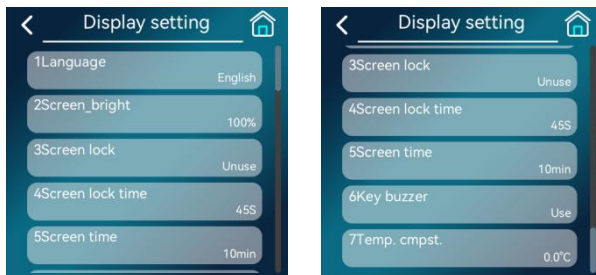 Display setting
1Language
English
2Screen_bright
100%
3Screen lock
Unuse
4Screen lock time
45S
5Screen time
10min
Display setting
3Screen lock
Unuse
4Screen lock time
45S
5Screen time
10min
6Key buzzer
Use
7Temp. cmpst.
0.0°C